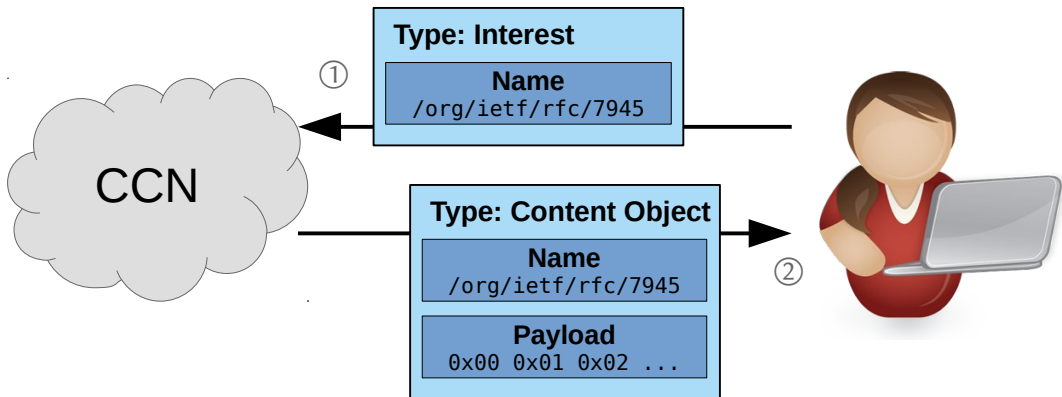 Type: Interest
①
Name
/org/ietf/rfc/7945
CCN
Type: Content Object
Name
/org/ietf/rfc/7945
②
Payload
0x00 0x01 0x02 ...